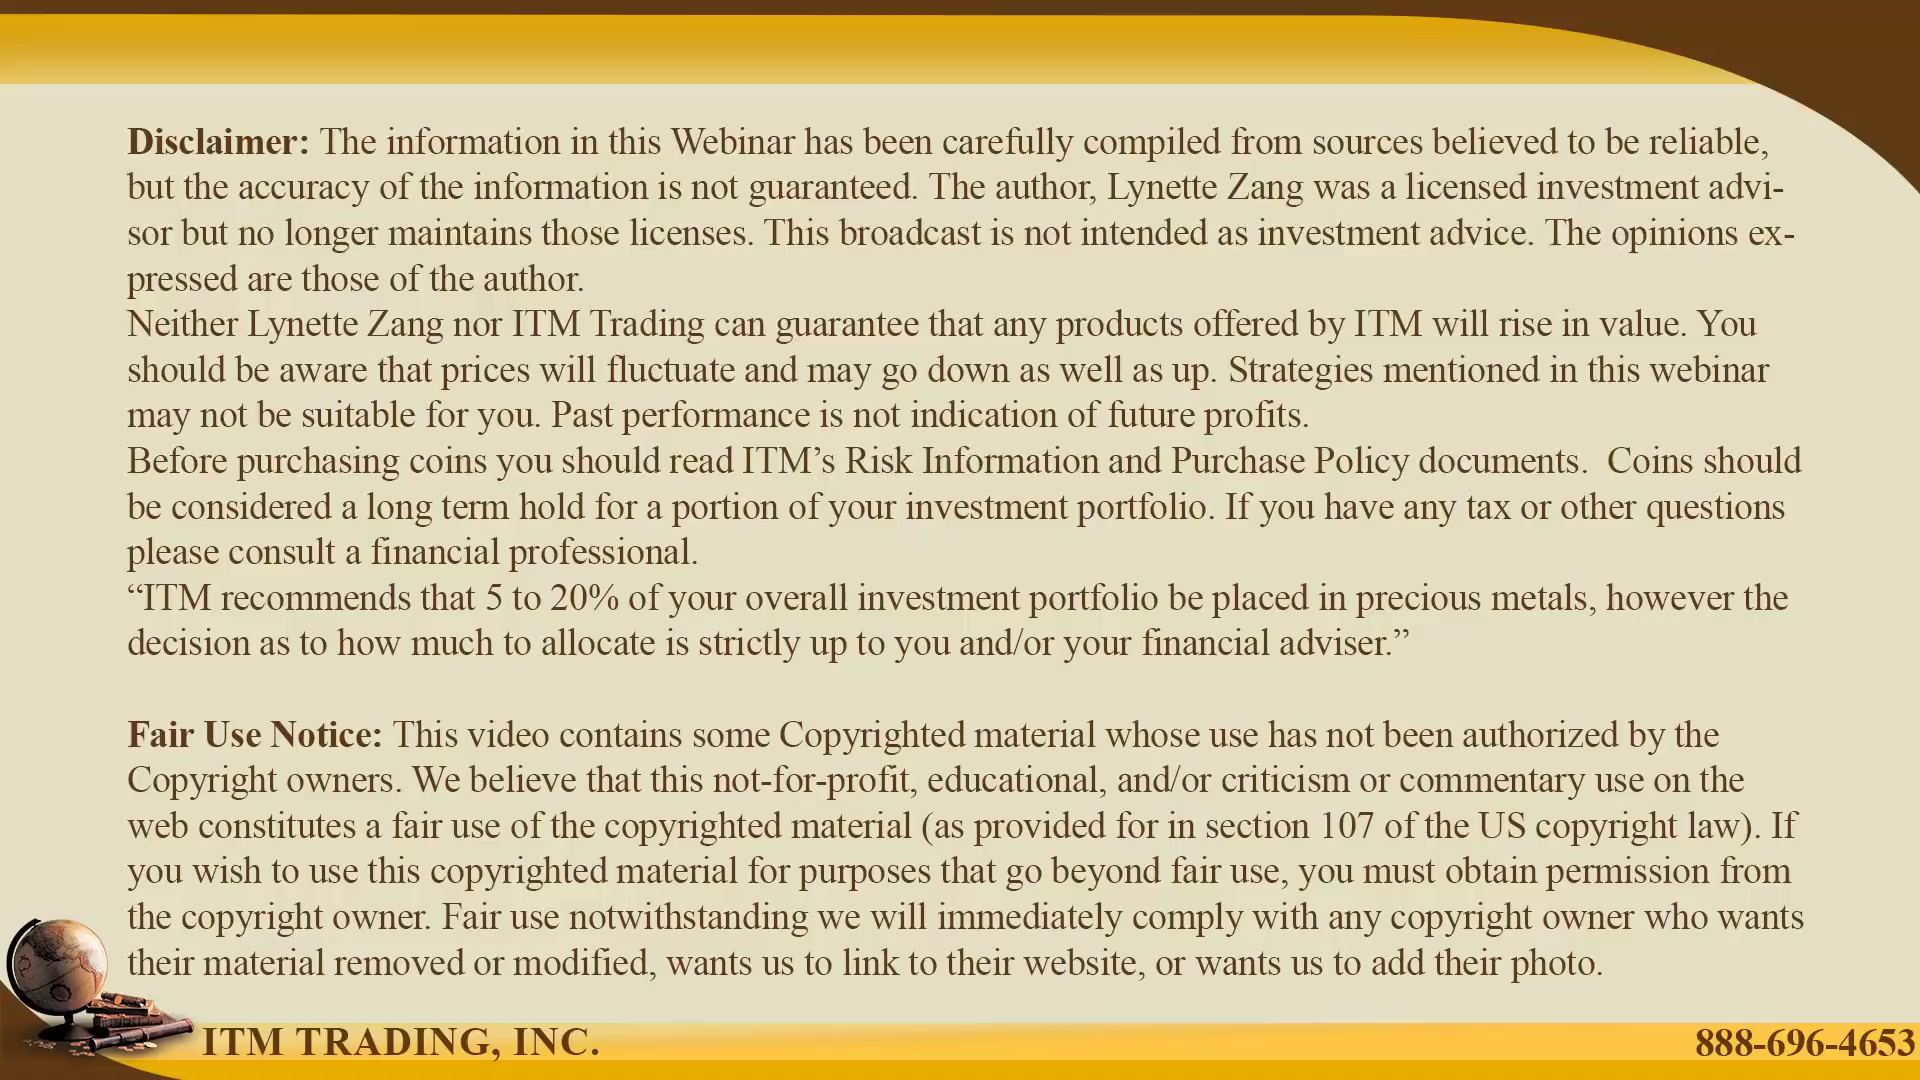 Disclaimer: The information in this Webinar has been carefully compiled from sources believed to be reliable,
but the accuracy of the information is not guaranteed. The author, Lynette Zang was a licensed investment advi-
sor but no longer maintains those licenses. This broadcast is not intended as investment advice. The opinions ex-
pressed are those of the author.
Neither Lynette Zang nor ITM Trading can guarantee that any products offered by ITM will rise in value. You
should be aware that prices will fluctuate and may go down as well as up. Strategies mentioned in this webinar
may not be suitable for you. Past performance is not indication of future profits.
Before purchasing coins you should read ITM’s Risk Information and Purchase Policy documents.  Coins should
be considered a long term hold for a portion of your investment portfolio. If you have any tax or other questions
please consult a financial professional.
“ITM recommends that 5 to 20% of your overall investment portfolio be placed in precious metals, however the
decision as to how much to allocate is strictly up to you and/or your financial adviser.”
Fair Use Notice: This video contains some Copyrighted material whose use has not been authorized by the
Copyright owners. We believe that this not-for-profit, educational, and/or criticism or commentary use on the
web constitutes a fair use of the copyrighted material (as provided for in section 107 of the US copyright law). If
you wish to use this copyrighted material for purposes that go beyond fair use, you must obtain permission from
the copyright owner. Fair use notwithstanding we will immediately comply with any copyright owner who wants
their material removed or modified, wants us to link to their website, or wants us to add their photo.
ITM TRADING, INC.
888-696-4653